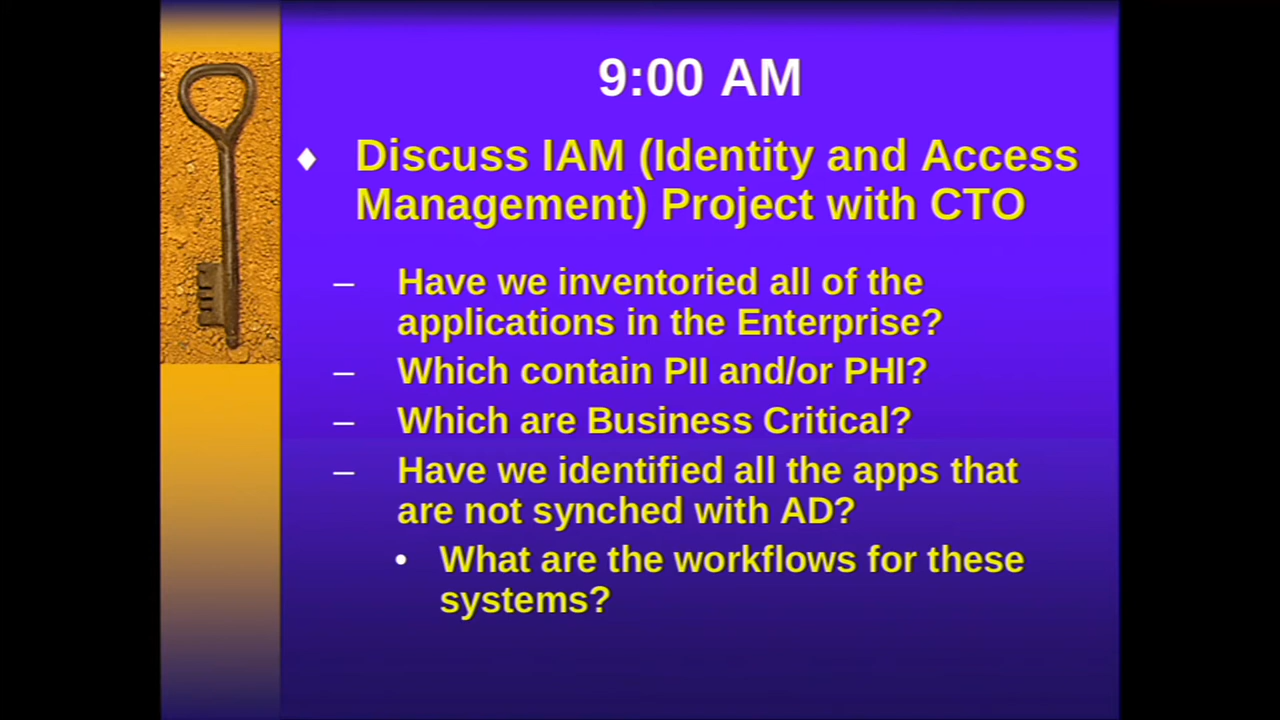 9:00 AM
♦ Discuss IAM (Identity and Access
Management) Project with CTO
– Have we inventoried all of the
applications in the Enterprise?
– Which contain PII and/or PHI?
– Which are Business Critical?
– Have we identified all the apps that
are not synched with AD?
• What are the workflows for these
systems?